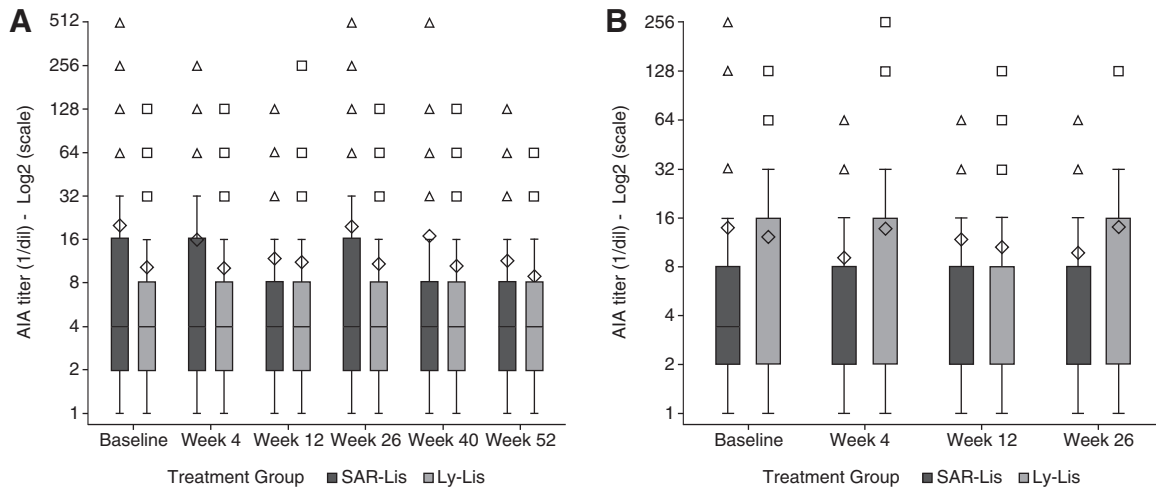 A
AIA titer (1/dil) - Log2 (scale)
512
256
128
64
32
16
8
4
2
1
Baseline Week 4 Week 12 Week 26 Week 40 Week 52
Treatment Group SAR-Lis Ly-Lis
B
AIA titer (1/dil) - Log2 (scale)
256
128
64
32
16
8
4
2
1
Baseline Week 4 Week 12 Week 26
Treatment Group SAR-Lis Ly-Lis